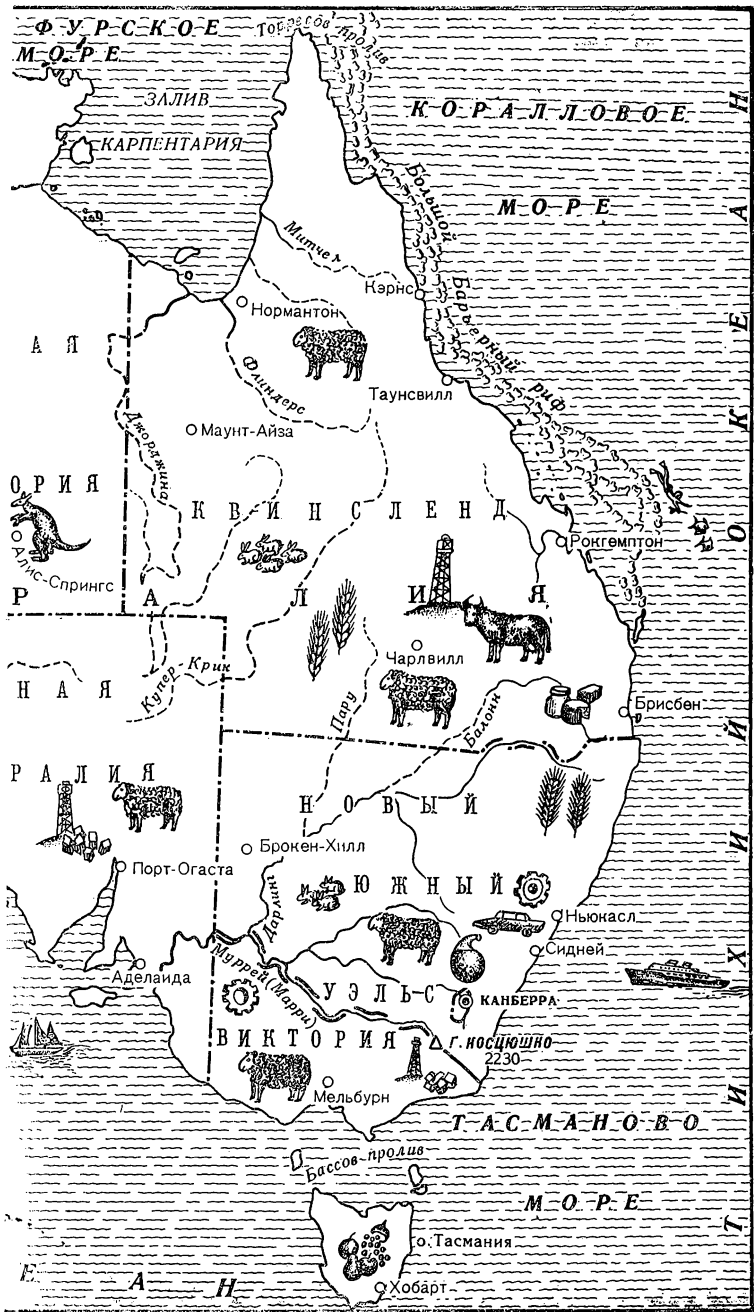 ФУРСКОЕ
МОРЕ
Торресов пролив
ЗАЛИВ
КАРПЕНТАРИЯ
КОРАЛЛОВОЕ
МОРЕ
Большой Барьерный риф
Митчел
Кэрнс
Нормантон
АЯ
Флиндерс
Таунсвилл
Маунт-Айза
Джорджина
ОРИЯ
КВИНСЛЕНД
Алис-Спрингс
Рокгемптон
РАЛИЯ
Чарлвилл
Купер-Крик
НАЯ
Пару
Балонн
Брисбен
РАЛИЯ
НОВЫЙ
Брокен-Хилл
Порт-Огаста
ЮЖНЫЙ
Дарлинг
Ньюкасл
Сидней
Аделаида
Муррей (Марри)
УЭЛЬС
КАНБЕРРА
ВИКТОРИЯ
Г. КОСЦЮШКО
2230
Мельбурн
ТАСМАНОВО
МОРЕ
Бассов пролив
Тасмания
Хобарт
ЕАН
ТИХИЙ ОКЕАН